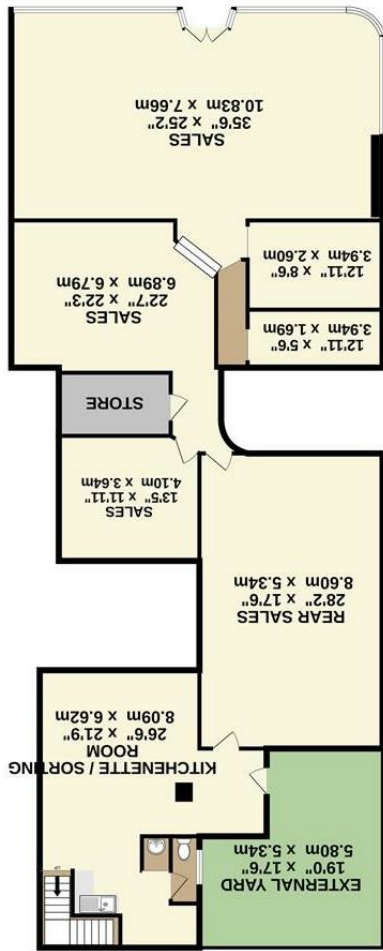 EXTERNAL YARD
19'0" x 17'6"
5.80m x 5.34m
KITCHENETTE / SORTING
ROOM
26'6" x 21'9"
8.09m x 6.62m
REAR SALES
28'2" x 17'6"
8.60m x 5.34m
SALES
13'5" x 11'11"
4.10m x 3.64m
STORE
12'11" x 5'6"
3.94m x 1.69m
12'11" x 8'6"
3.94m x 2.60m
SALES
22'7" x 22'3"
6.89m x 6.79m
SALES
35'6" x 25'2"
10.83m x 7.66m